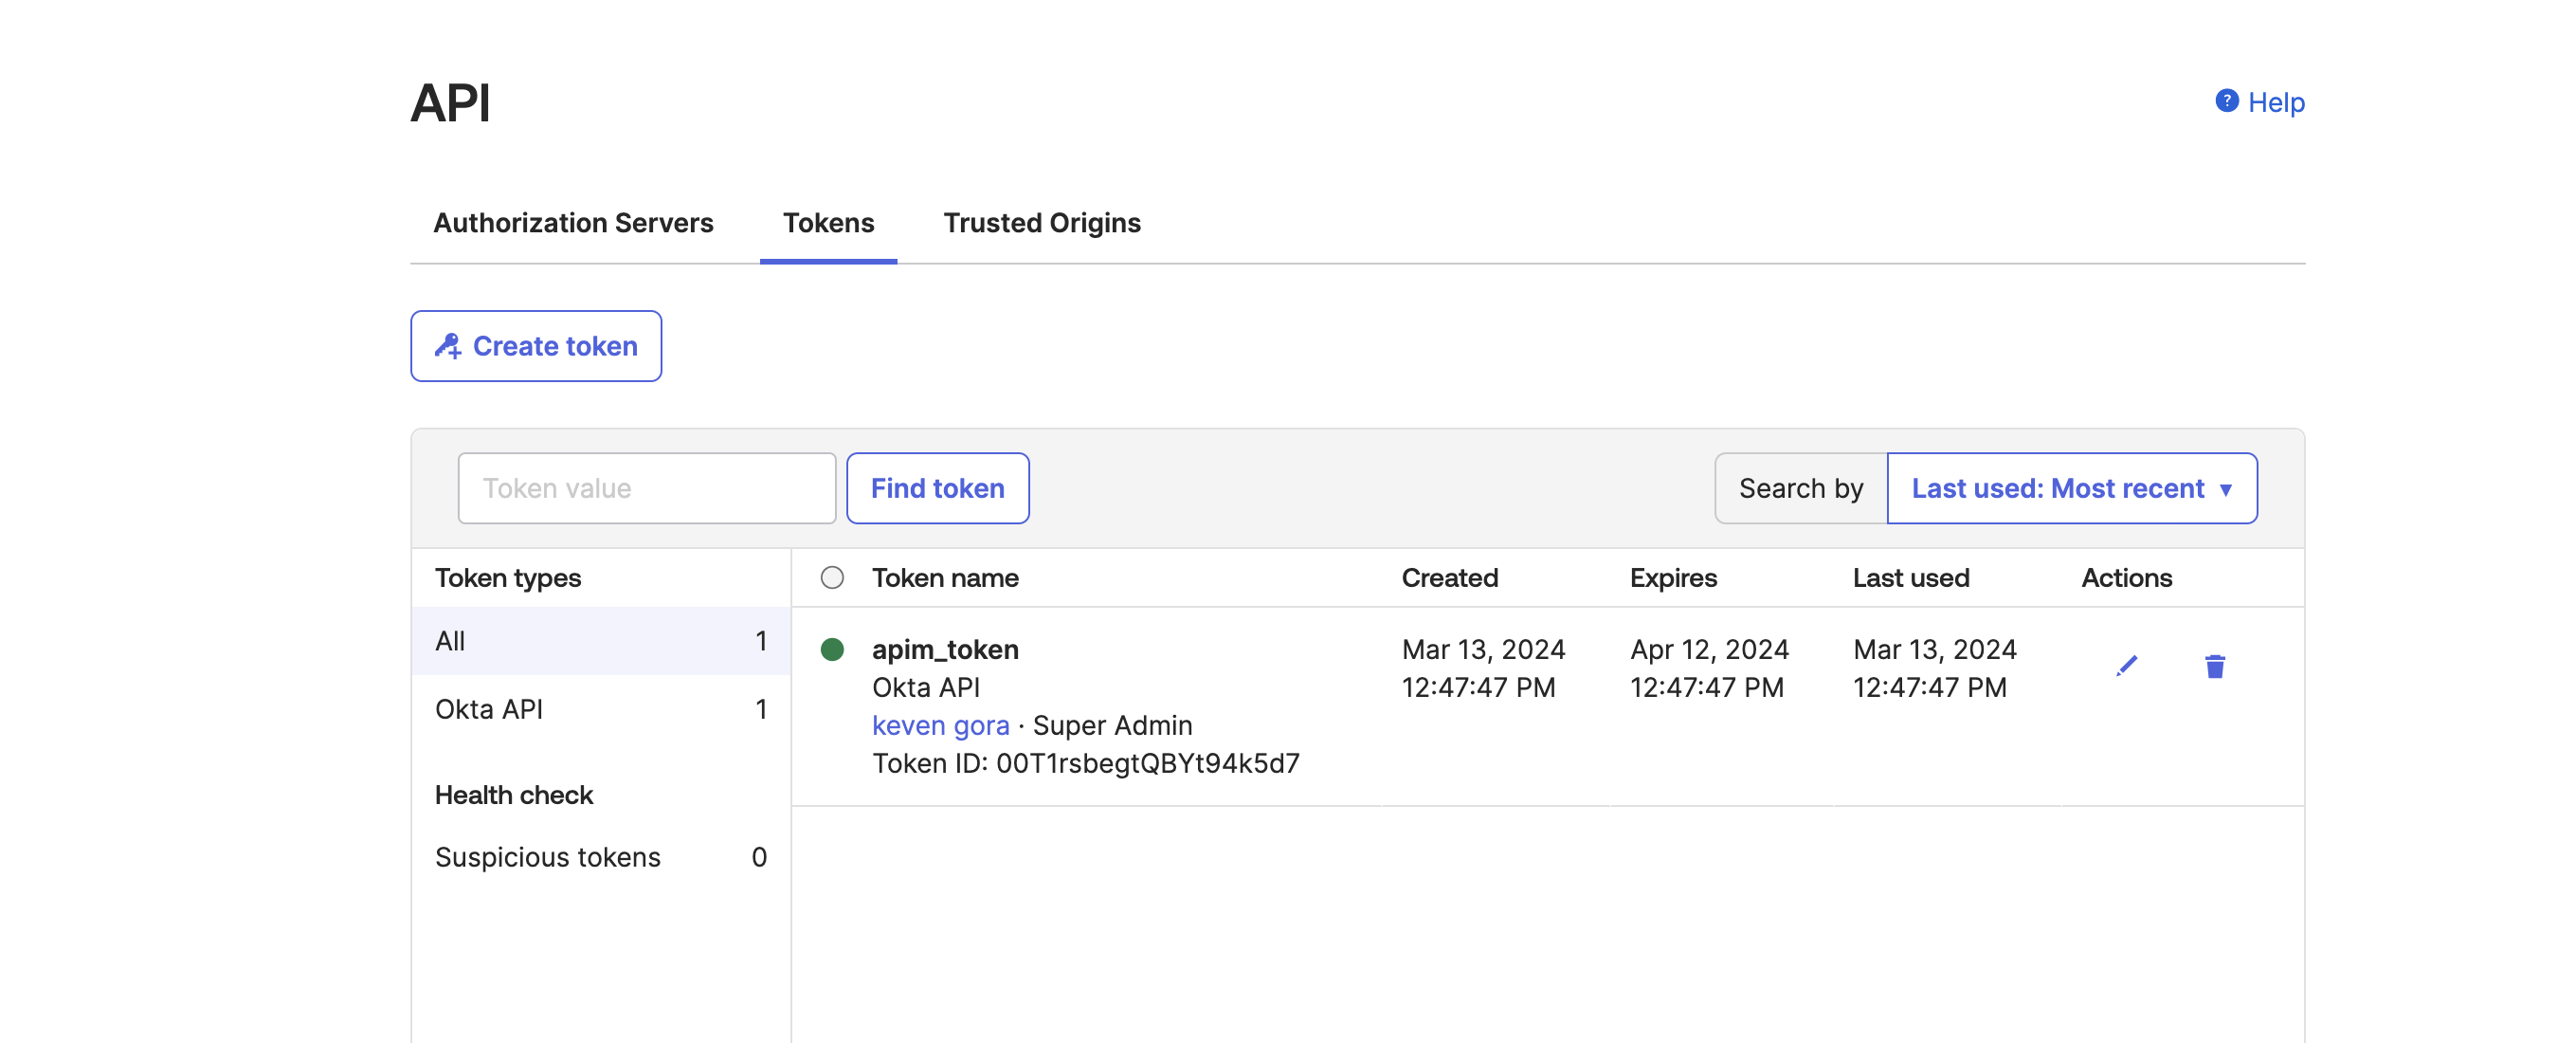 API
Help
Authorization Servers Tokens Trusted Origins
Create token
Token value Find token Search by Last used: Most recent
Token types
All 1
Okta API 1
Health check
Suspicious tokens 0
Token name Created Expires Last used Actions
apim_token Mar 13, 2024 Apr 12, 2024 Mar 13, 2024
Okta API 12:47:47 PM 12:47:47 PM 12:47:47 PM
keven gora · Super Admin
Token ID: 00T1rsbegtQBYt94k5d7